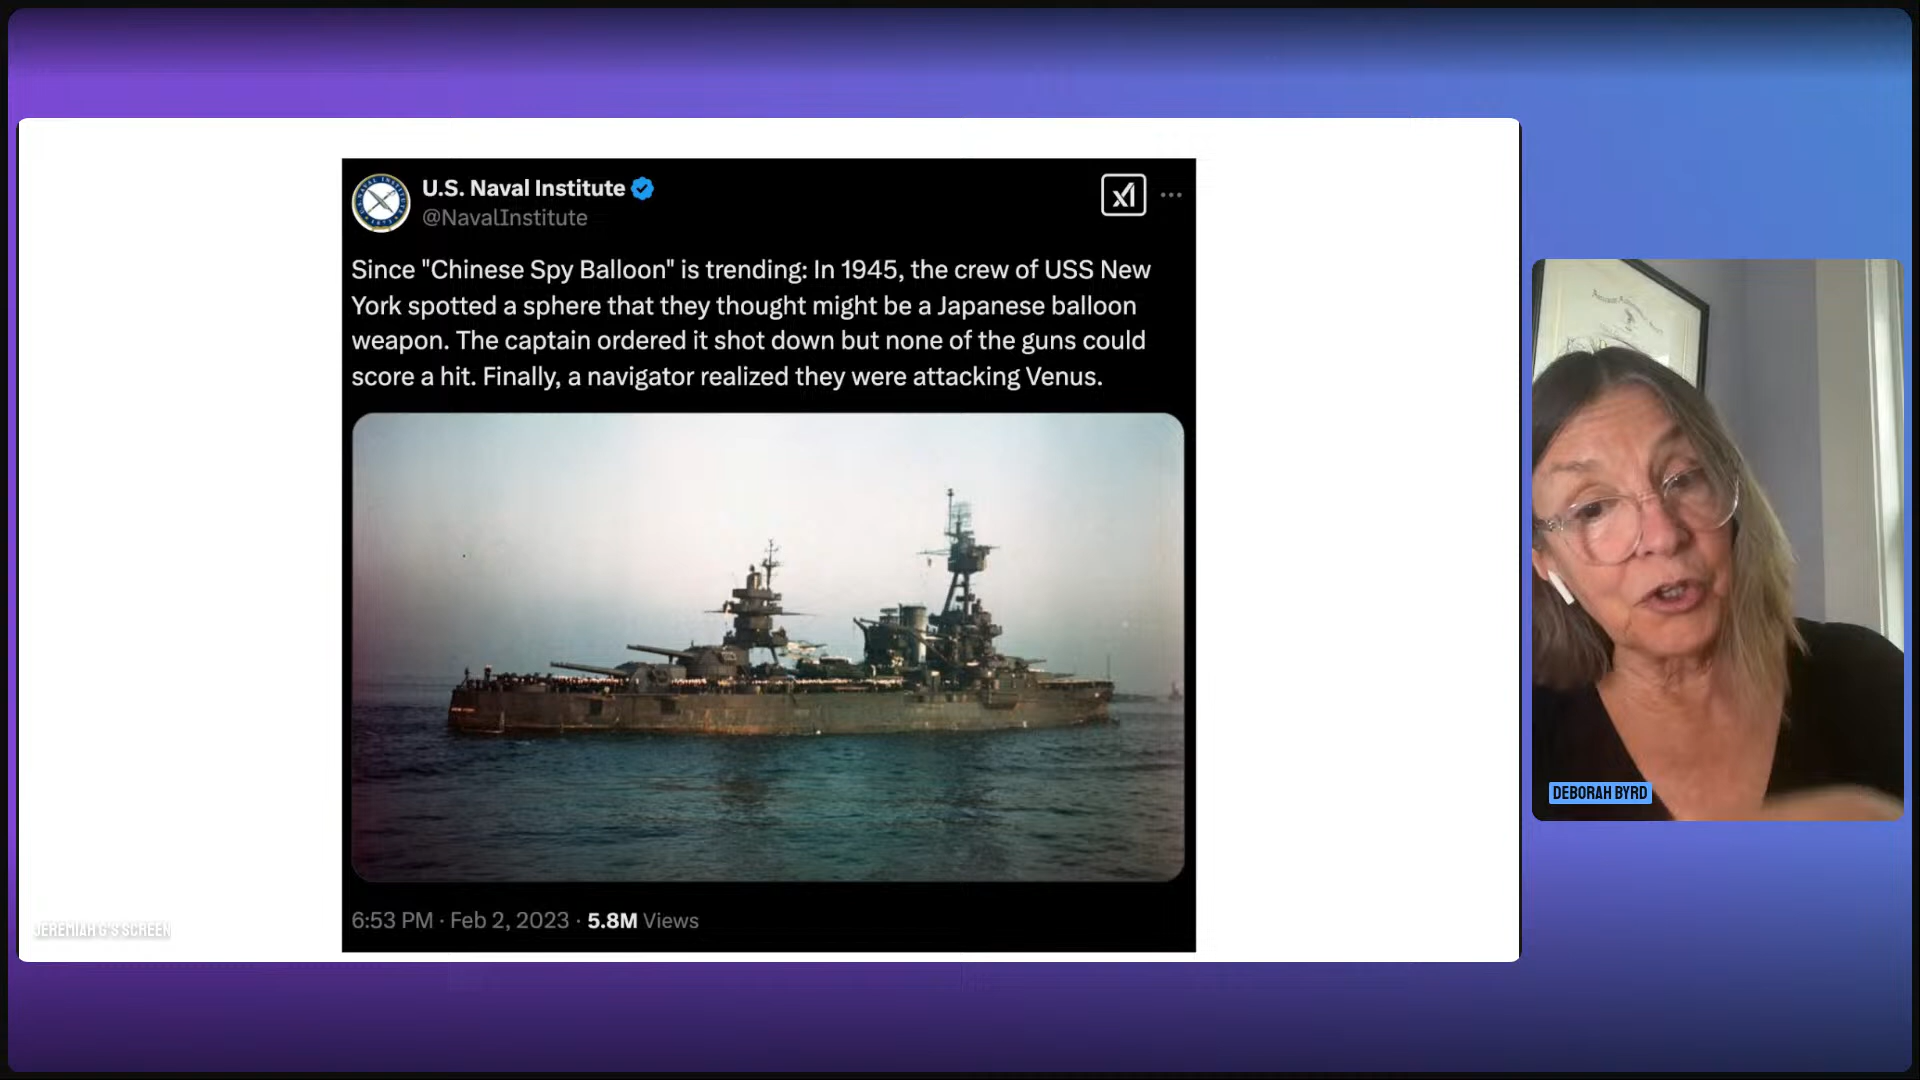 U.S. Naval Institute
@NavalInstitute
Since "Chinese Spy Balloon" is trending: In 1945, the crew of USS New
York spotted a sphere that they thought might be a Japanese balloon
weapon. The captain ordered it shot down but none of the guns could
score a hit. Finally, a navigator realized they were attacking Venus.
6:53 PM · Feb 2, 2023 · 5.8M Views
JEREMIAH G'S SCREEN
DEBORAH BYRD